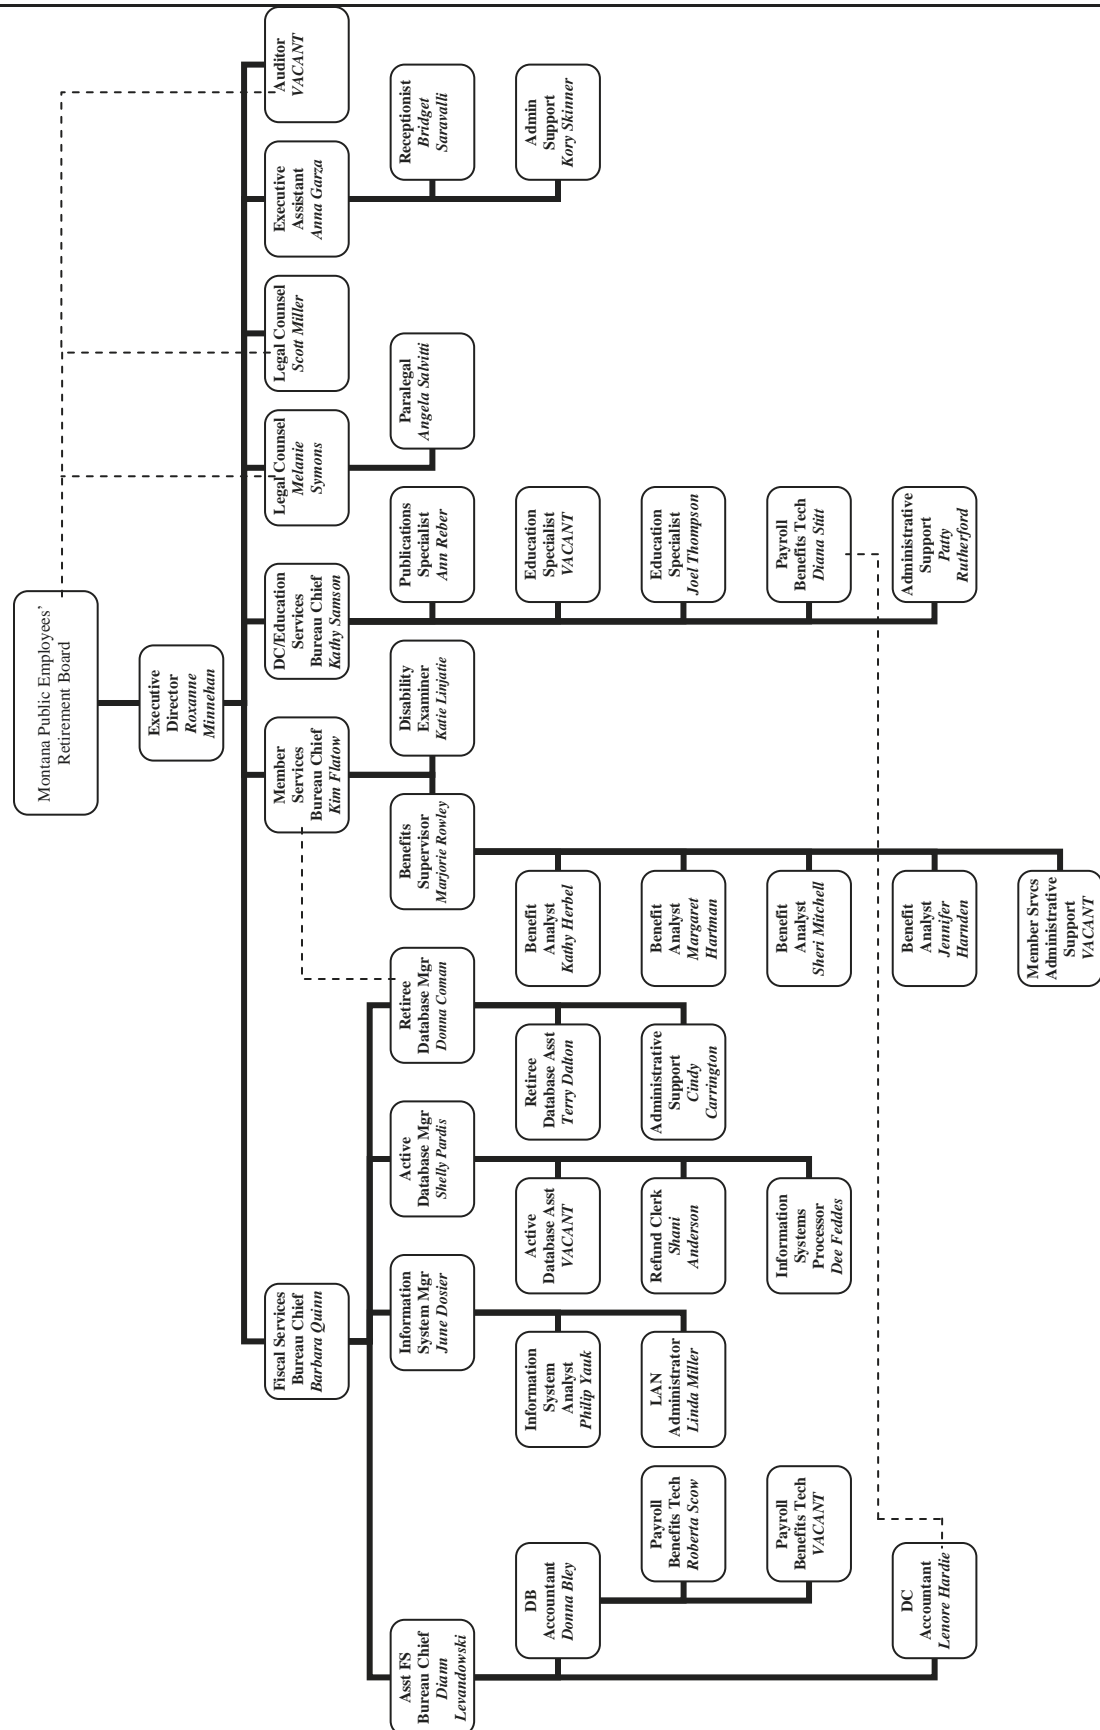 Montana Public Employees'
Retirement Board
Executive
Director
Roxanne
Minnehan
Fiscal Services
Bureau Chief
Barbara Quinn
Member
Services
Bureau Chief
Kim Flatow
DC/Education
Services
Bureau Chief
Kathy Samson
Legal Counsel
Melanie
Symons
Legal Counsel
Scott Miller
Executive
Assistant
Anna Garza
Auditor
VACANT
Asst FS
Bureau Chief
Diann
Levandowski
Information
System Mgr
June Dosier
Active
Database Mgr
Shelly Pardis
Retiree
Database Mgr
Donna Coman
Benefits
Supervisor
Marjorie Rowley
Disability
Examiner
Katie Linjatie
Publications
Specialist
Ann Reber
Paralegal
Angela Salvitti
Receptionist
Bridget
Saravalli
DB
Accountant
Donna Bley
Information
System
Analyst
Philip Yauk
Active
Database Asst
VACANT
Retiree
Database Asst
Terry Dalton
Benefit
Analyst
Kathy Herbel
Education
Specialist
VACANT
Admin
Support
Kory Skinner
Payroll
Benefits Tech
Roberta Scow
LAN
Administrator
Linda Miller
Refund Clerk
Shani
Anderson
Administrative
Support
Cindy
Carrington
Benefit
Analyst
Margaret
Hartman
Education
Specialist
Joel Thompson
Payroll
Benefits Tech
VACANT
Information
Systems
Processor
Dee Feddes
Benefit
Analyst
Sheri Mitchell
Payroll
Benefits Tech
Diana Stitt
DC
Accountant
Lenore Hardie
Benefit
Analyst
Jennifer
Harnden
Administrative
Support
Patty
Rutherford
Member Srvcs
Administrative
Support
VACANT